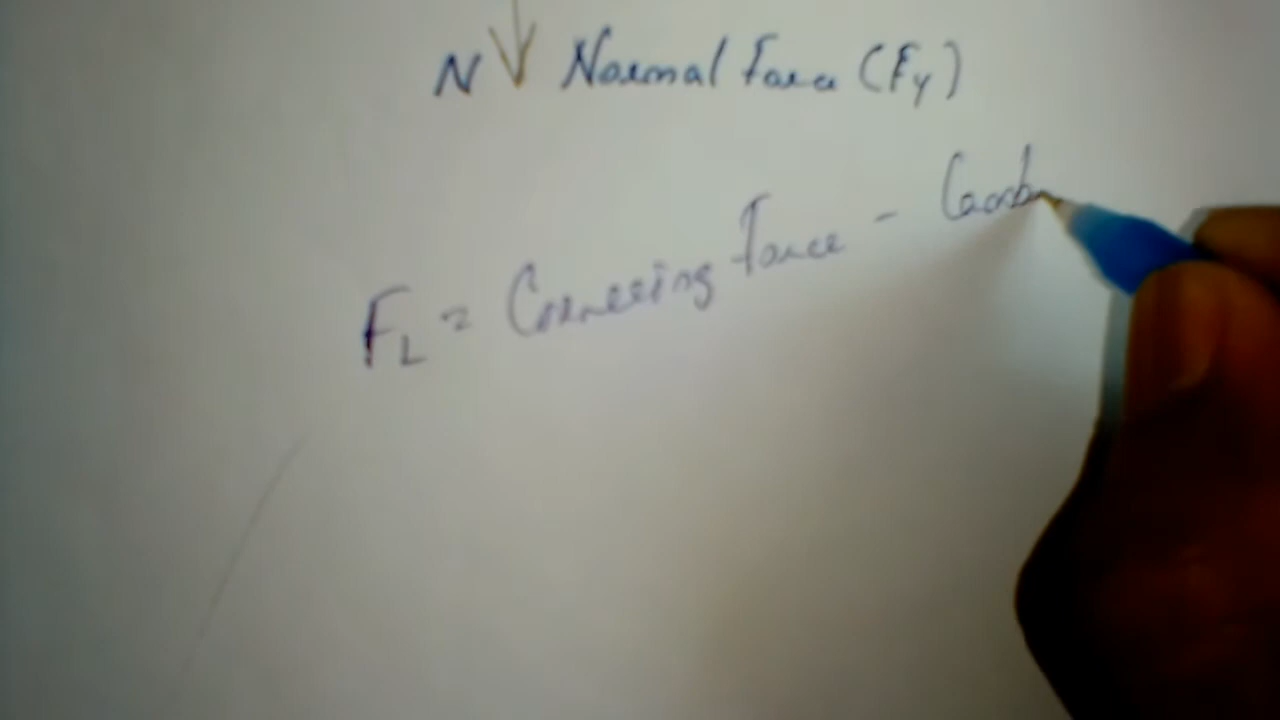 N Normal Force (Fy)
FL = Cornering Force -